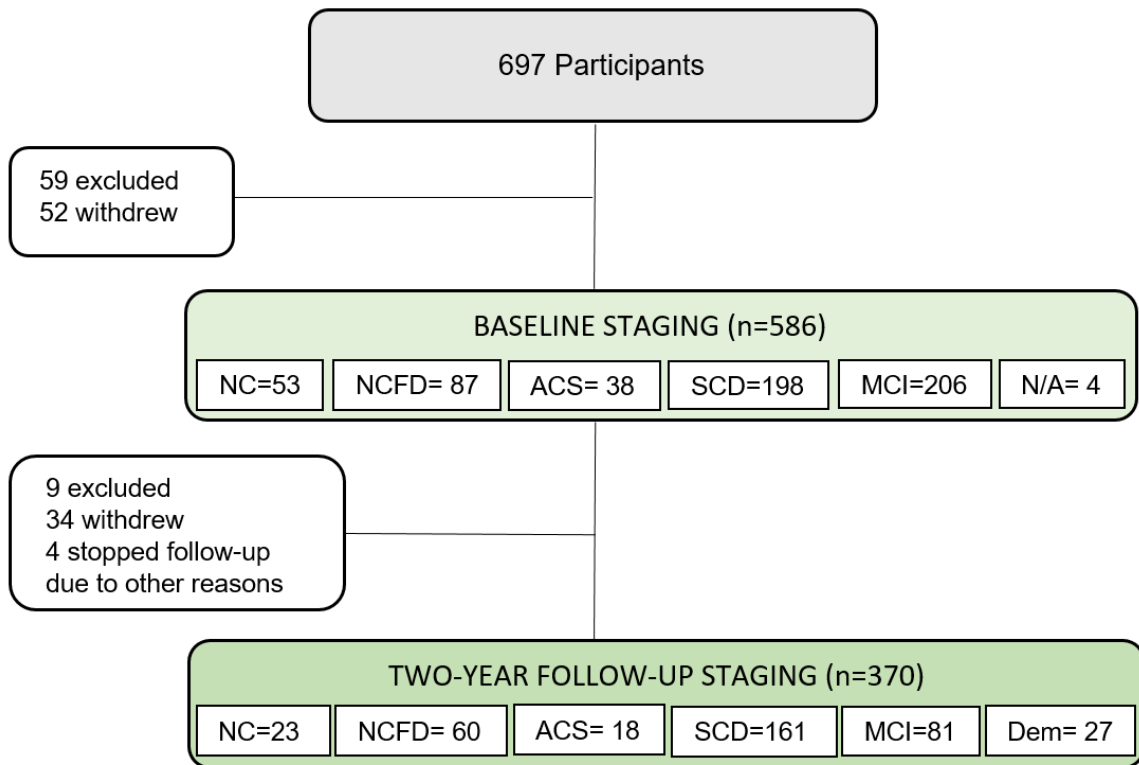 697 Participants
59 excluded
52 withdrew
BASELINE STAGING (n=586)
NC=53 NCFD= 87 ACS= 38 SCD=198 MCI=206 N/A= 4
9 excluded
34 withdrew
4 stopped follow-up
due to other reasons
TWO-YEAR FOLLOW-UP STAGING (n=370)
NC=23 NCFD= 60 ACS= 18 SCD=161 MCI=81 Dem= 27